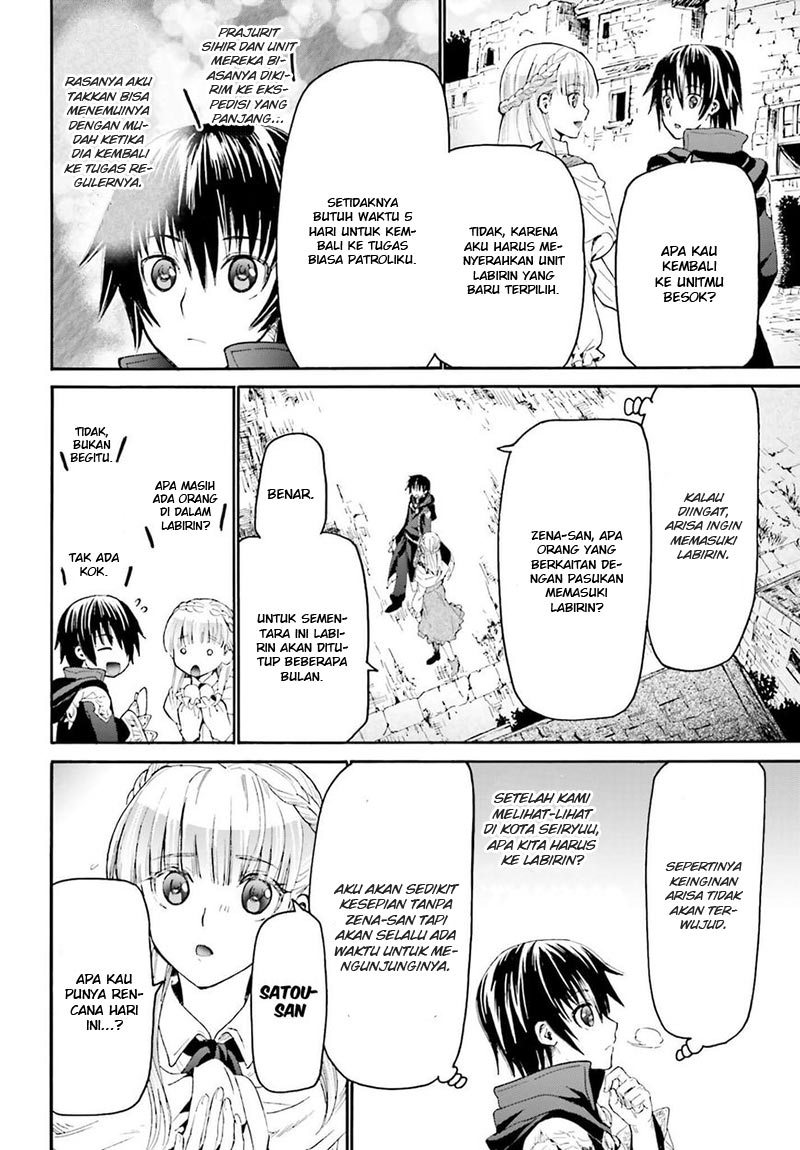 APA KAU
KEMBALI
KE UNITMU
BESOK?
TIDAK, KARENA
AKU HARUS ME-
NYERAHKAN UNIT
LABIRIN YANG
BARU TERPILIH.
SETIDAKNYA
BUTUH WAKTU 5
HARI UNTUK KEM-
BALI KE TUGAS
BIASA PATROLIKU.
PRAJURIT
SIHIR DAN UNIT
MEREKA BI-
ASANYA DIKI-
RIM KE EKS-
PEDISI YANG
PANJANG...
RASANYA AKU
TAKKAN BISA
MENEMUINYA
DENGAN MU-
DAH KETIKA
DIA KEMBALI
KE TUGAS RE-
GULERNYA.
KALAU
DIINGAT,
ARISA INGIN
MEMASUKI
LABIRIN.
ZENA-SAN, APA
ORANG YANG
BERKAITAN DE-
NGAN PASUKAN
MEMASUKI
LABIRIN?
BENAR.
UNTUK SEMEN-
TARA INI LABI-
RIN AKAN DITU-
TUP BEBERAPA
BULAN.
APA MASIH
ADA ORANG
DI DALAM
LABIRIN?
TIDAK,
BUKAN
BEGITU.
TAK ADA
KOK.
SEPERTINYA
KEINGINAN
ARISA TIDAK
AKAN TER-
WUJUD.
SETELAH KAMI
MELIHAT-LIHAT
DI KOTA SEIRYUU,
APA KITA HARUS
KE LABIRIN?
AKU AKAN SEDIKIT
KESEPIAN TANPA
ZENA-SAN TAPI
AKAN SELALU ADA
WAKTU UNTUK ME-
NGUNJUNGINYA.
SATOU-
SAN
APA KAU
PUNYA REN-
CANA HARI
INI...?